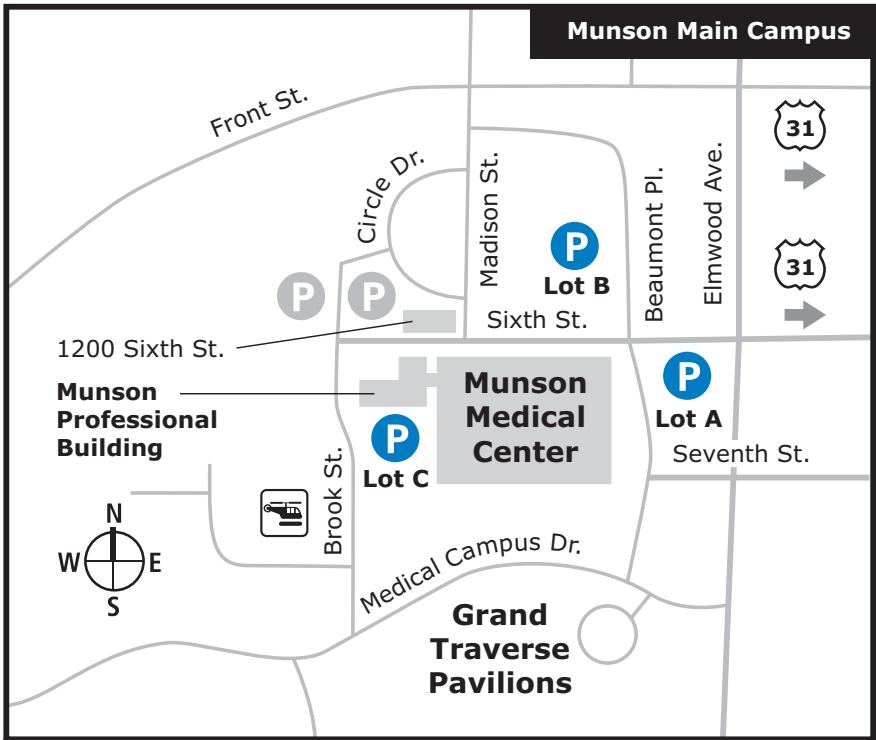 Munson Main Campus
Front St.
31
Circle Dr.
Madison St.
Beaumont Pl.
Elmwood Ave.
P
Lot B
31
P
P
Sixth St.
1200 Sixth St.
Munson
Professional
Building
Munson
Medical
Center
P
Lot A
P
Lot C
Seventh St.
Brook St.
N
W
E
S
Medical Campus Dr.
Grand
Traverse
Pavilions